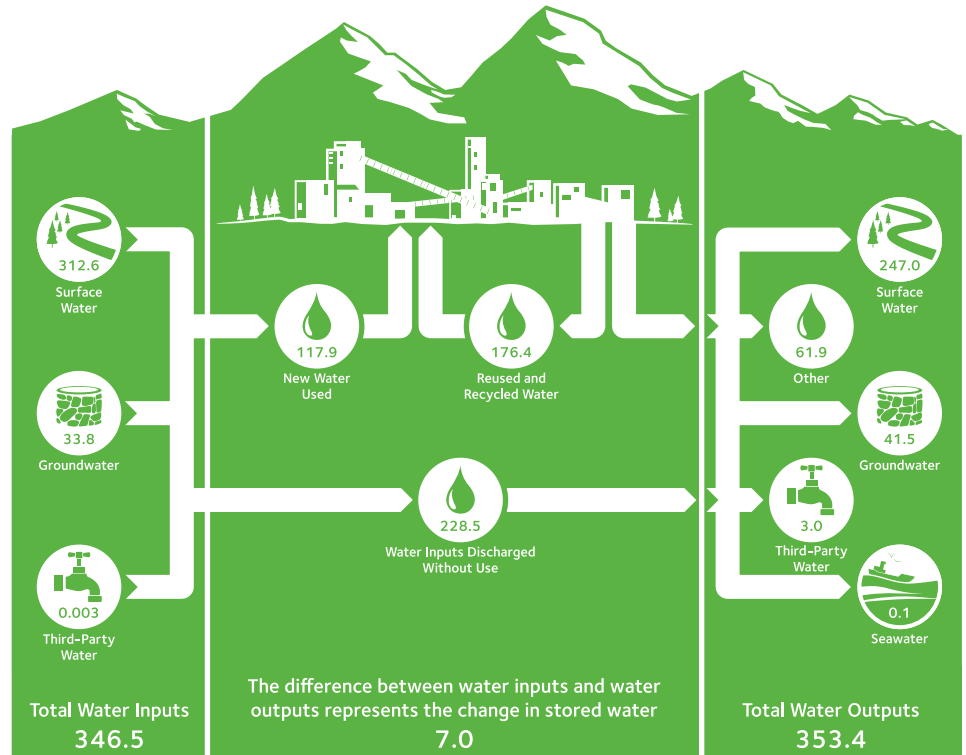 312.6
Surface
Water
33.8
Groundwater
0.003
Third-Party
Water
Total Water Inputs
346.5
117.9
New Water
Used
176.4
Reused and
Recycled Water
228.5
Water Inputs Discharged
Without Use
The difference between water inputs and water
outputs represents the change in stored water
7.0
247.0
Surface
Water
61.9
Other
41.5
Groundwater
3.0
Third-Party
Water
0.1
Seawater
Total Water Outputs
353.4